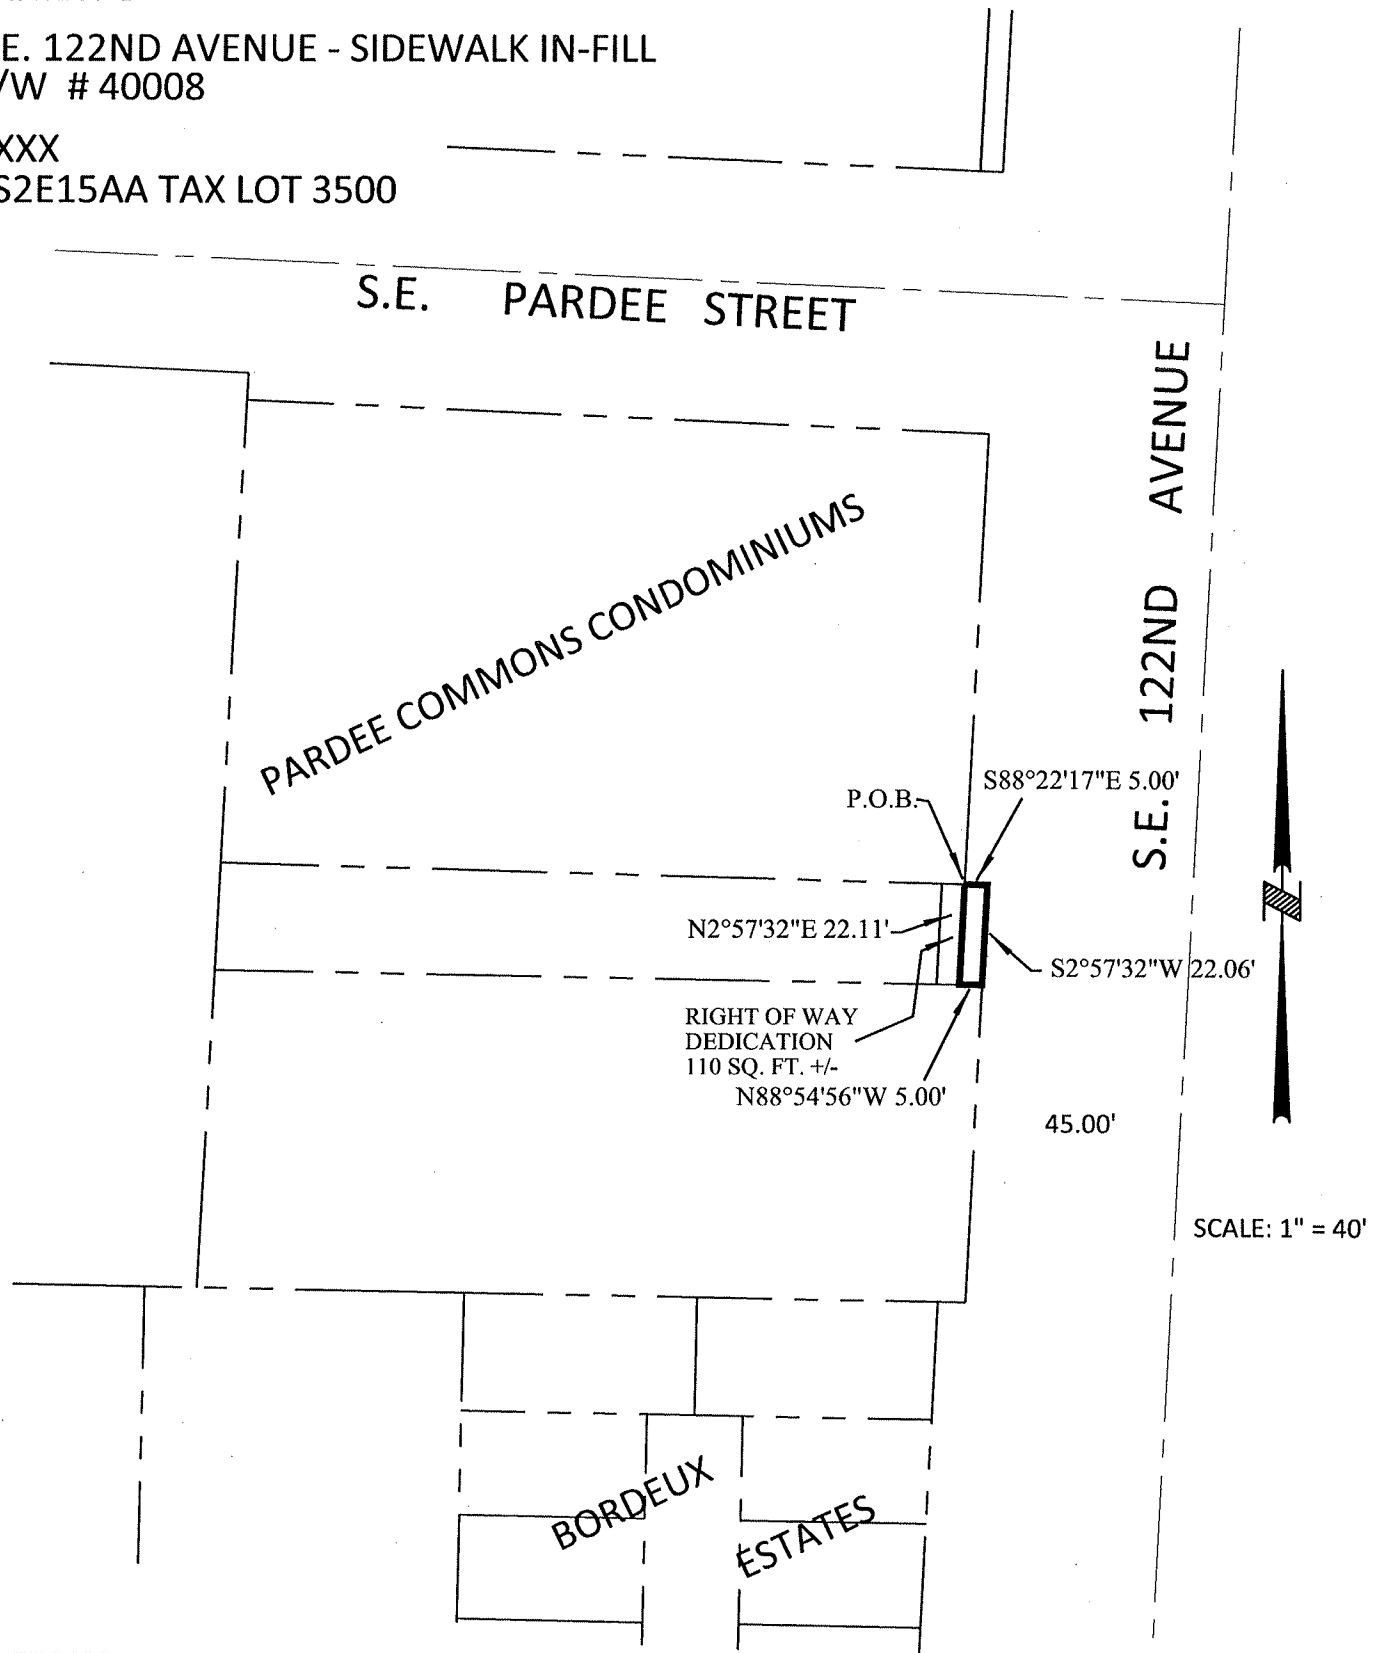 E. 122ND AVENUE - SIDEWALK IN-FILL
/W # 40008
XXX
S2E15AA TAX LOT 3500
S.E. PARDEE STREET
S.E. 122ND AVENUE
PARDEE COMMONS CONDOMINIUMS
P.O.B.
S88°22'17"E 5.00'
N2°57'32"E 22.11'
S2°57'32"W 22.06'
RIGHT OF WAY
DEDICATION
110 SQ. FT. +/-
N88°54'56"W 5.00'
45.00'
SCALE: 1" = 40'
BORDEUX ESTATES